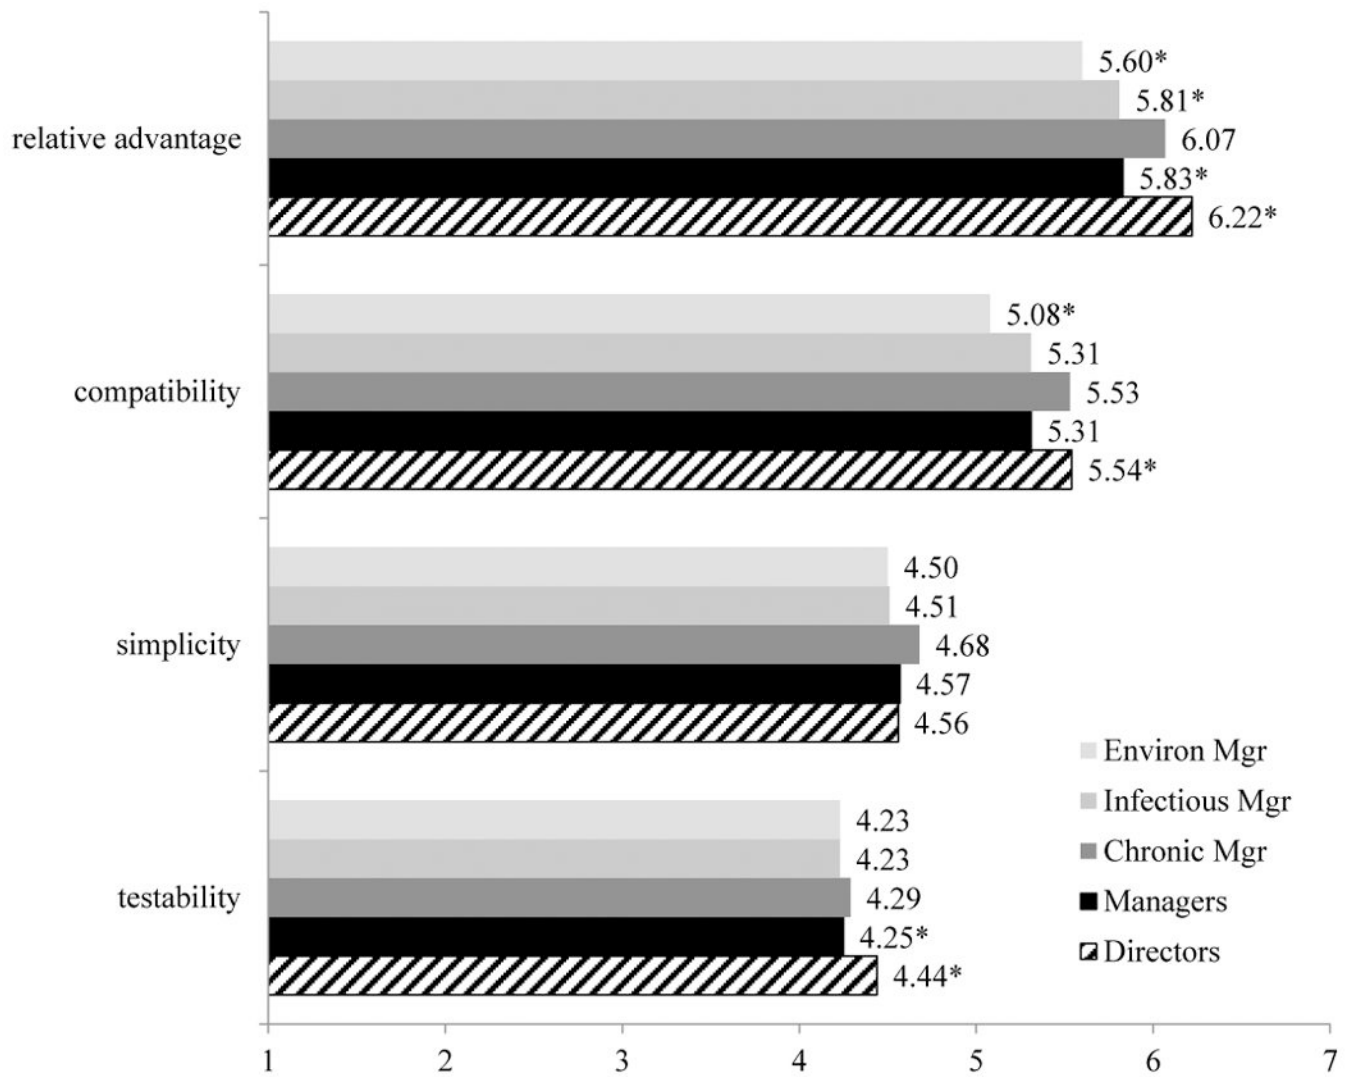 5.60*
5.81*
relative advantage
6.07
5.83*
6.22*
5.08*
5.31
compatibility
5.53
5.31
5.54*
4.50
4.51
simplicity
4.68
4.57
4.56
Environ Mgr
Infectious Mgr
Chronic Mgr
Managers
Directors
4.23
4.23
testability
4.29
4.25*
4.44*
1 2 3 4 5 6 7